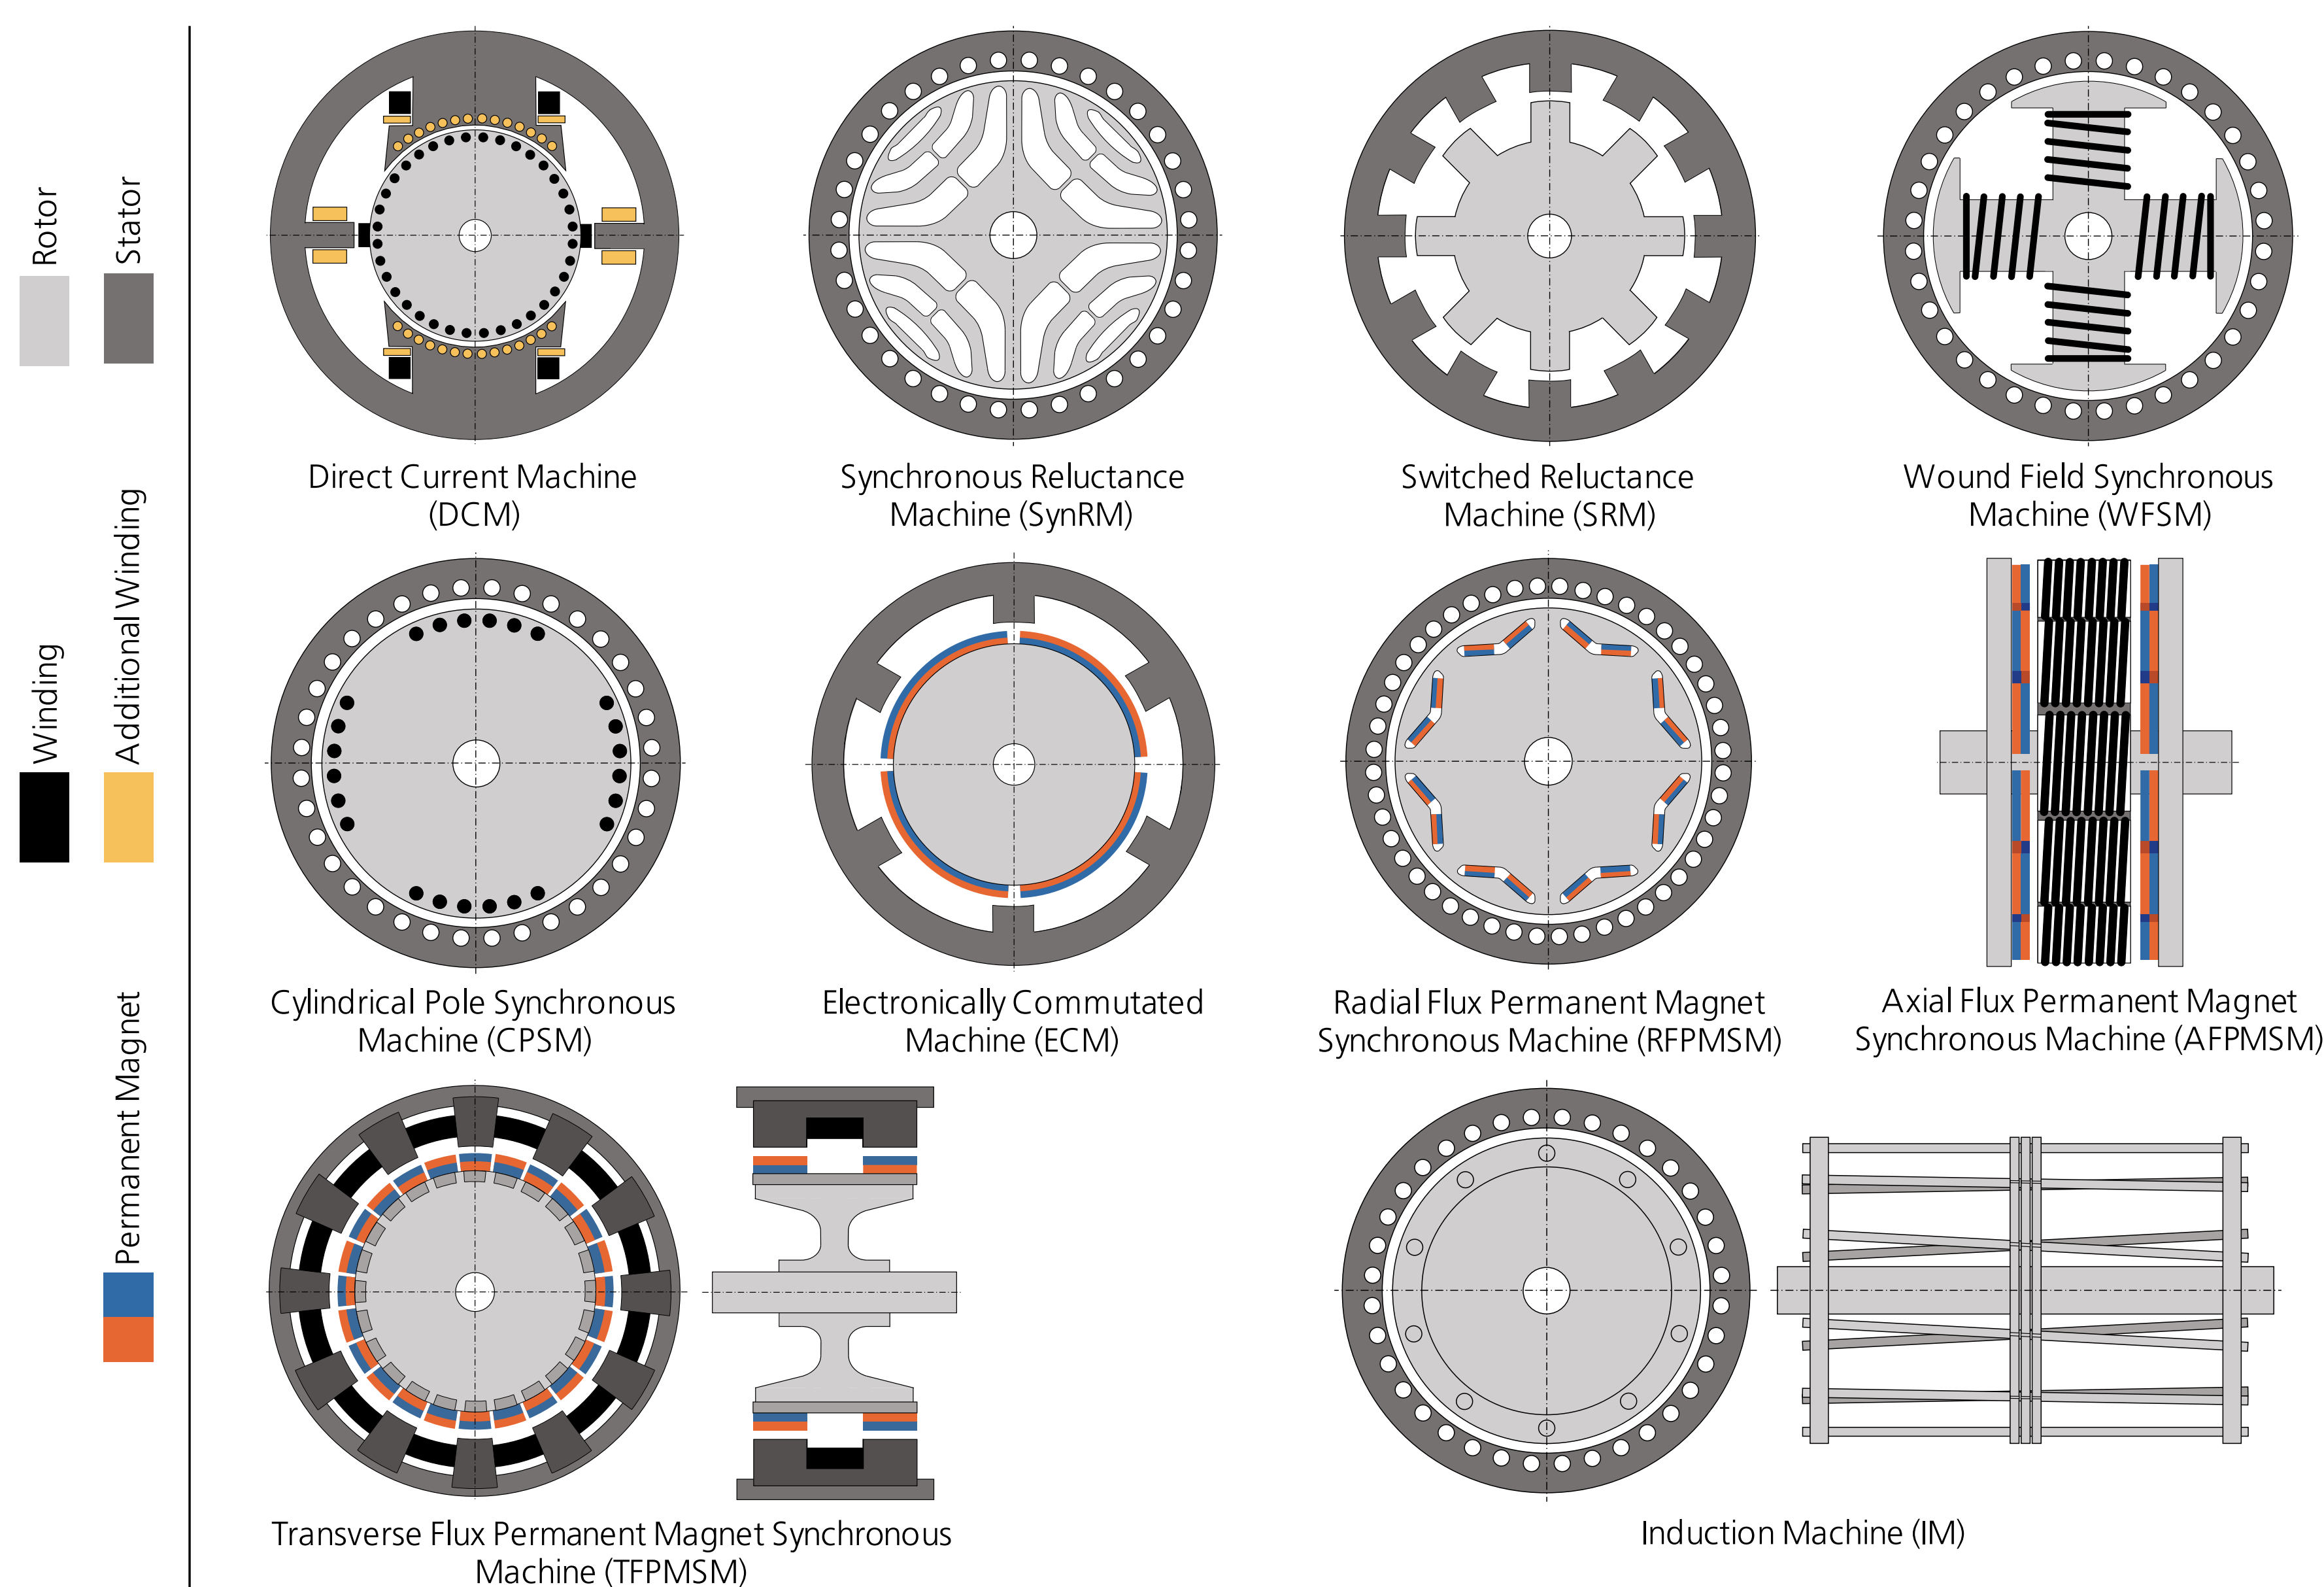 Rotor
Stator
Winding
Additional Winding
Permanent Magnet
Direct Current Machine
(DCM)
Synchronous Reluctance
Machine (SynRM)
Switched Reluctance
Machine (SRM)
Wound Field Synchronous
Machine (WFSM)
Cylindrical Pole Synchronous
Machine (CPSM)
Electronically Commutated
Machine (ECM)
Radial Flux Permanent Magnet
Synchronous Machine (RFPMSM)
Axial Flux Permanent Magnet
Synchronous Machine (AFPMSM)
Transverse Flux Permanent Magnet Synchronous
Machine (TFPMSM)
Induction Machine (IM)